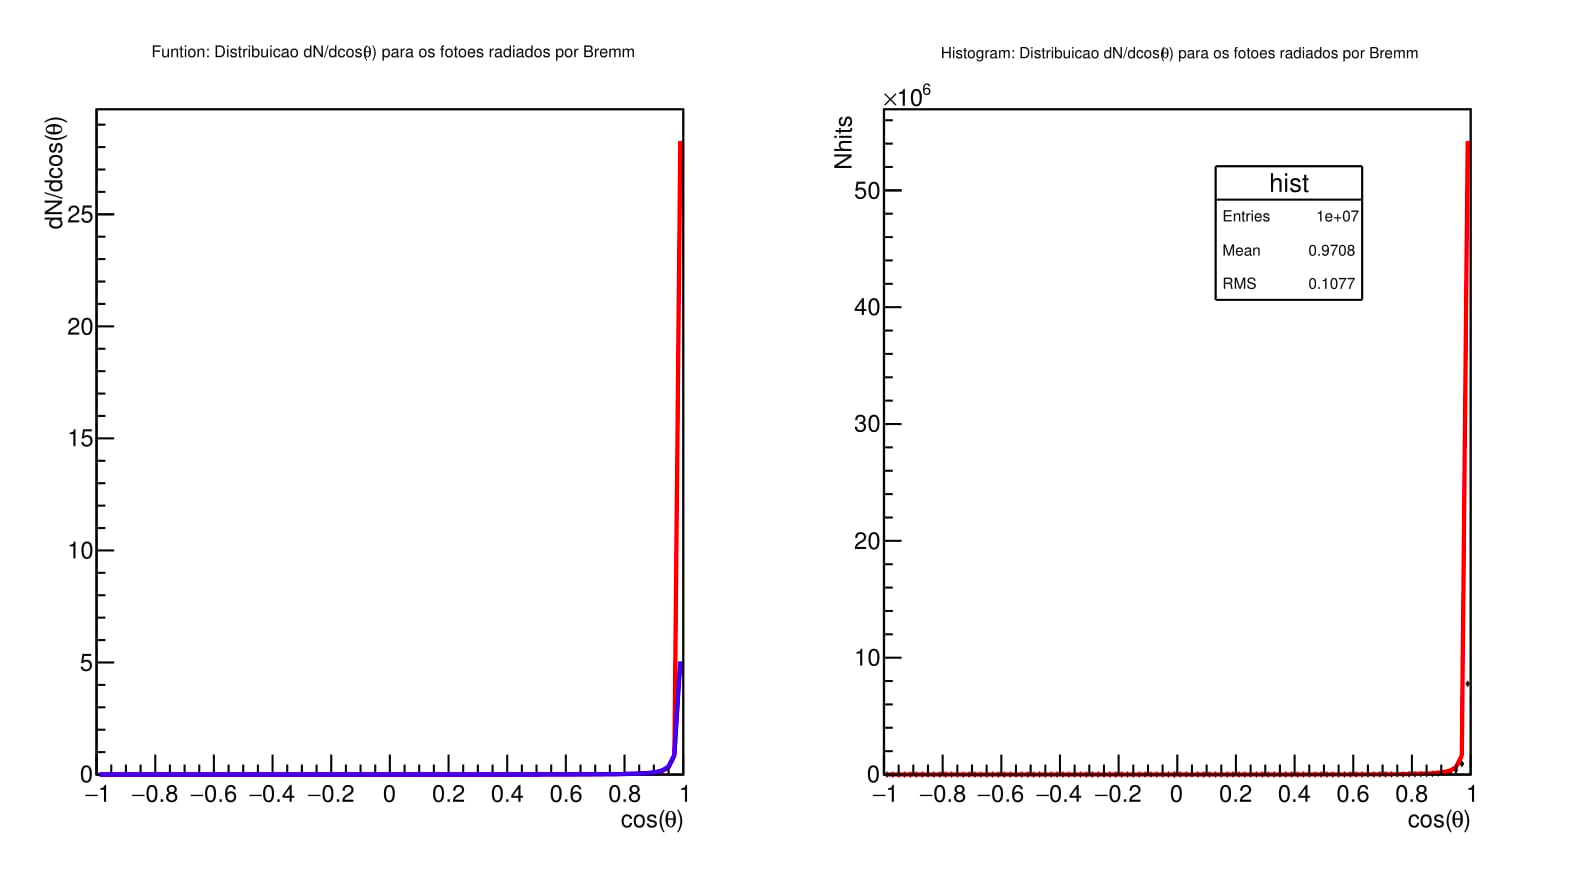 Funtion: Distribuicao dN/dcosθ) para os fotoes radiados por Bremm
dN/dcos(θ)
25
20
15
10
5
0
−1 −0.8 −0.6 −0.4 −0.2 0 0.2 0.4 0.6 0.8 1
cos(θ)
Histogram: Distribuicao dN/dcosθ) para os fotoes radiados por Bremm
×10⁶
Nhits
50
40
30
20
10
0
hist
Entries 1e+07
Mean 0.9708
RMS 0.1077
−1 −0.8 −0.6 −0.4 −0.2 0 0.2 0.4 0.6 0.8 1
cos(θ)